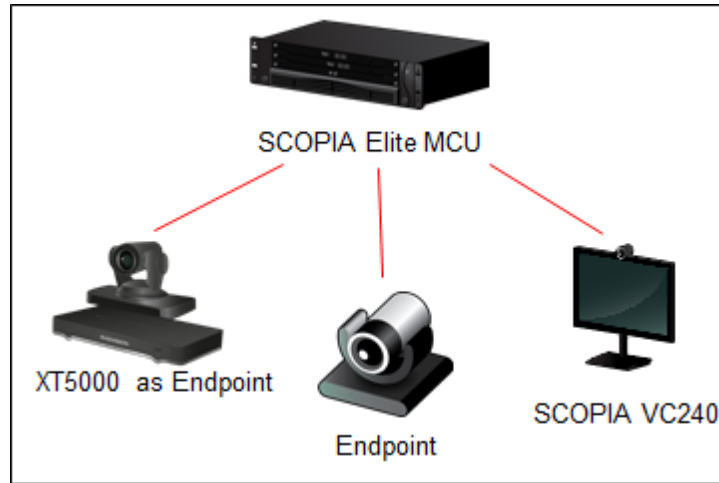 SCOPIA Elite MCU
XT5000 as Endpoint
Endpoint
SCOPIA VC240